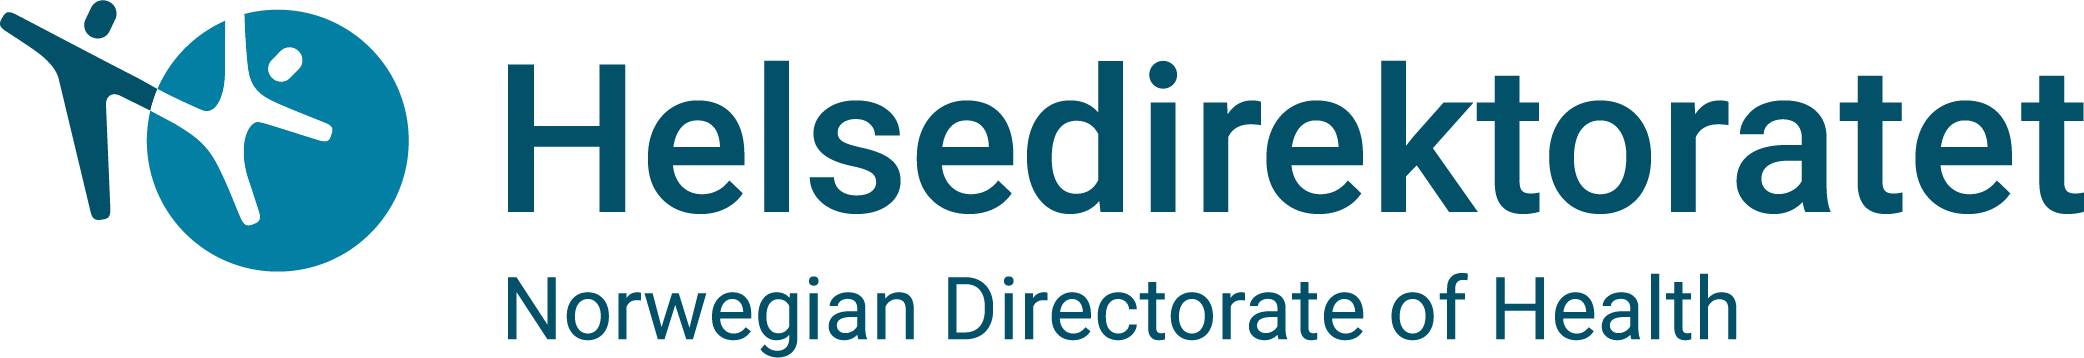 Helsedirektoratet
Norwegian Directorate of Health